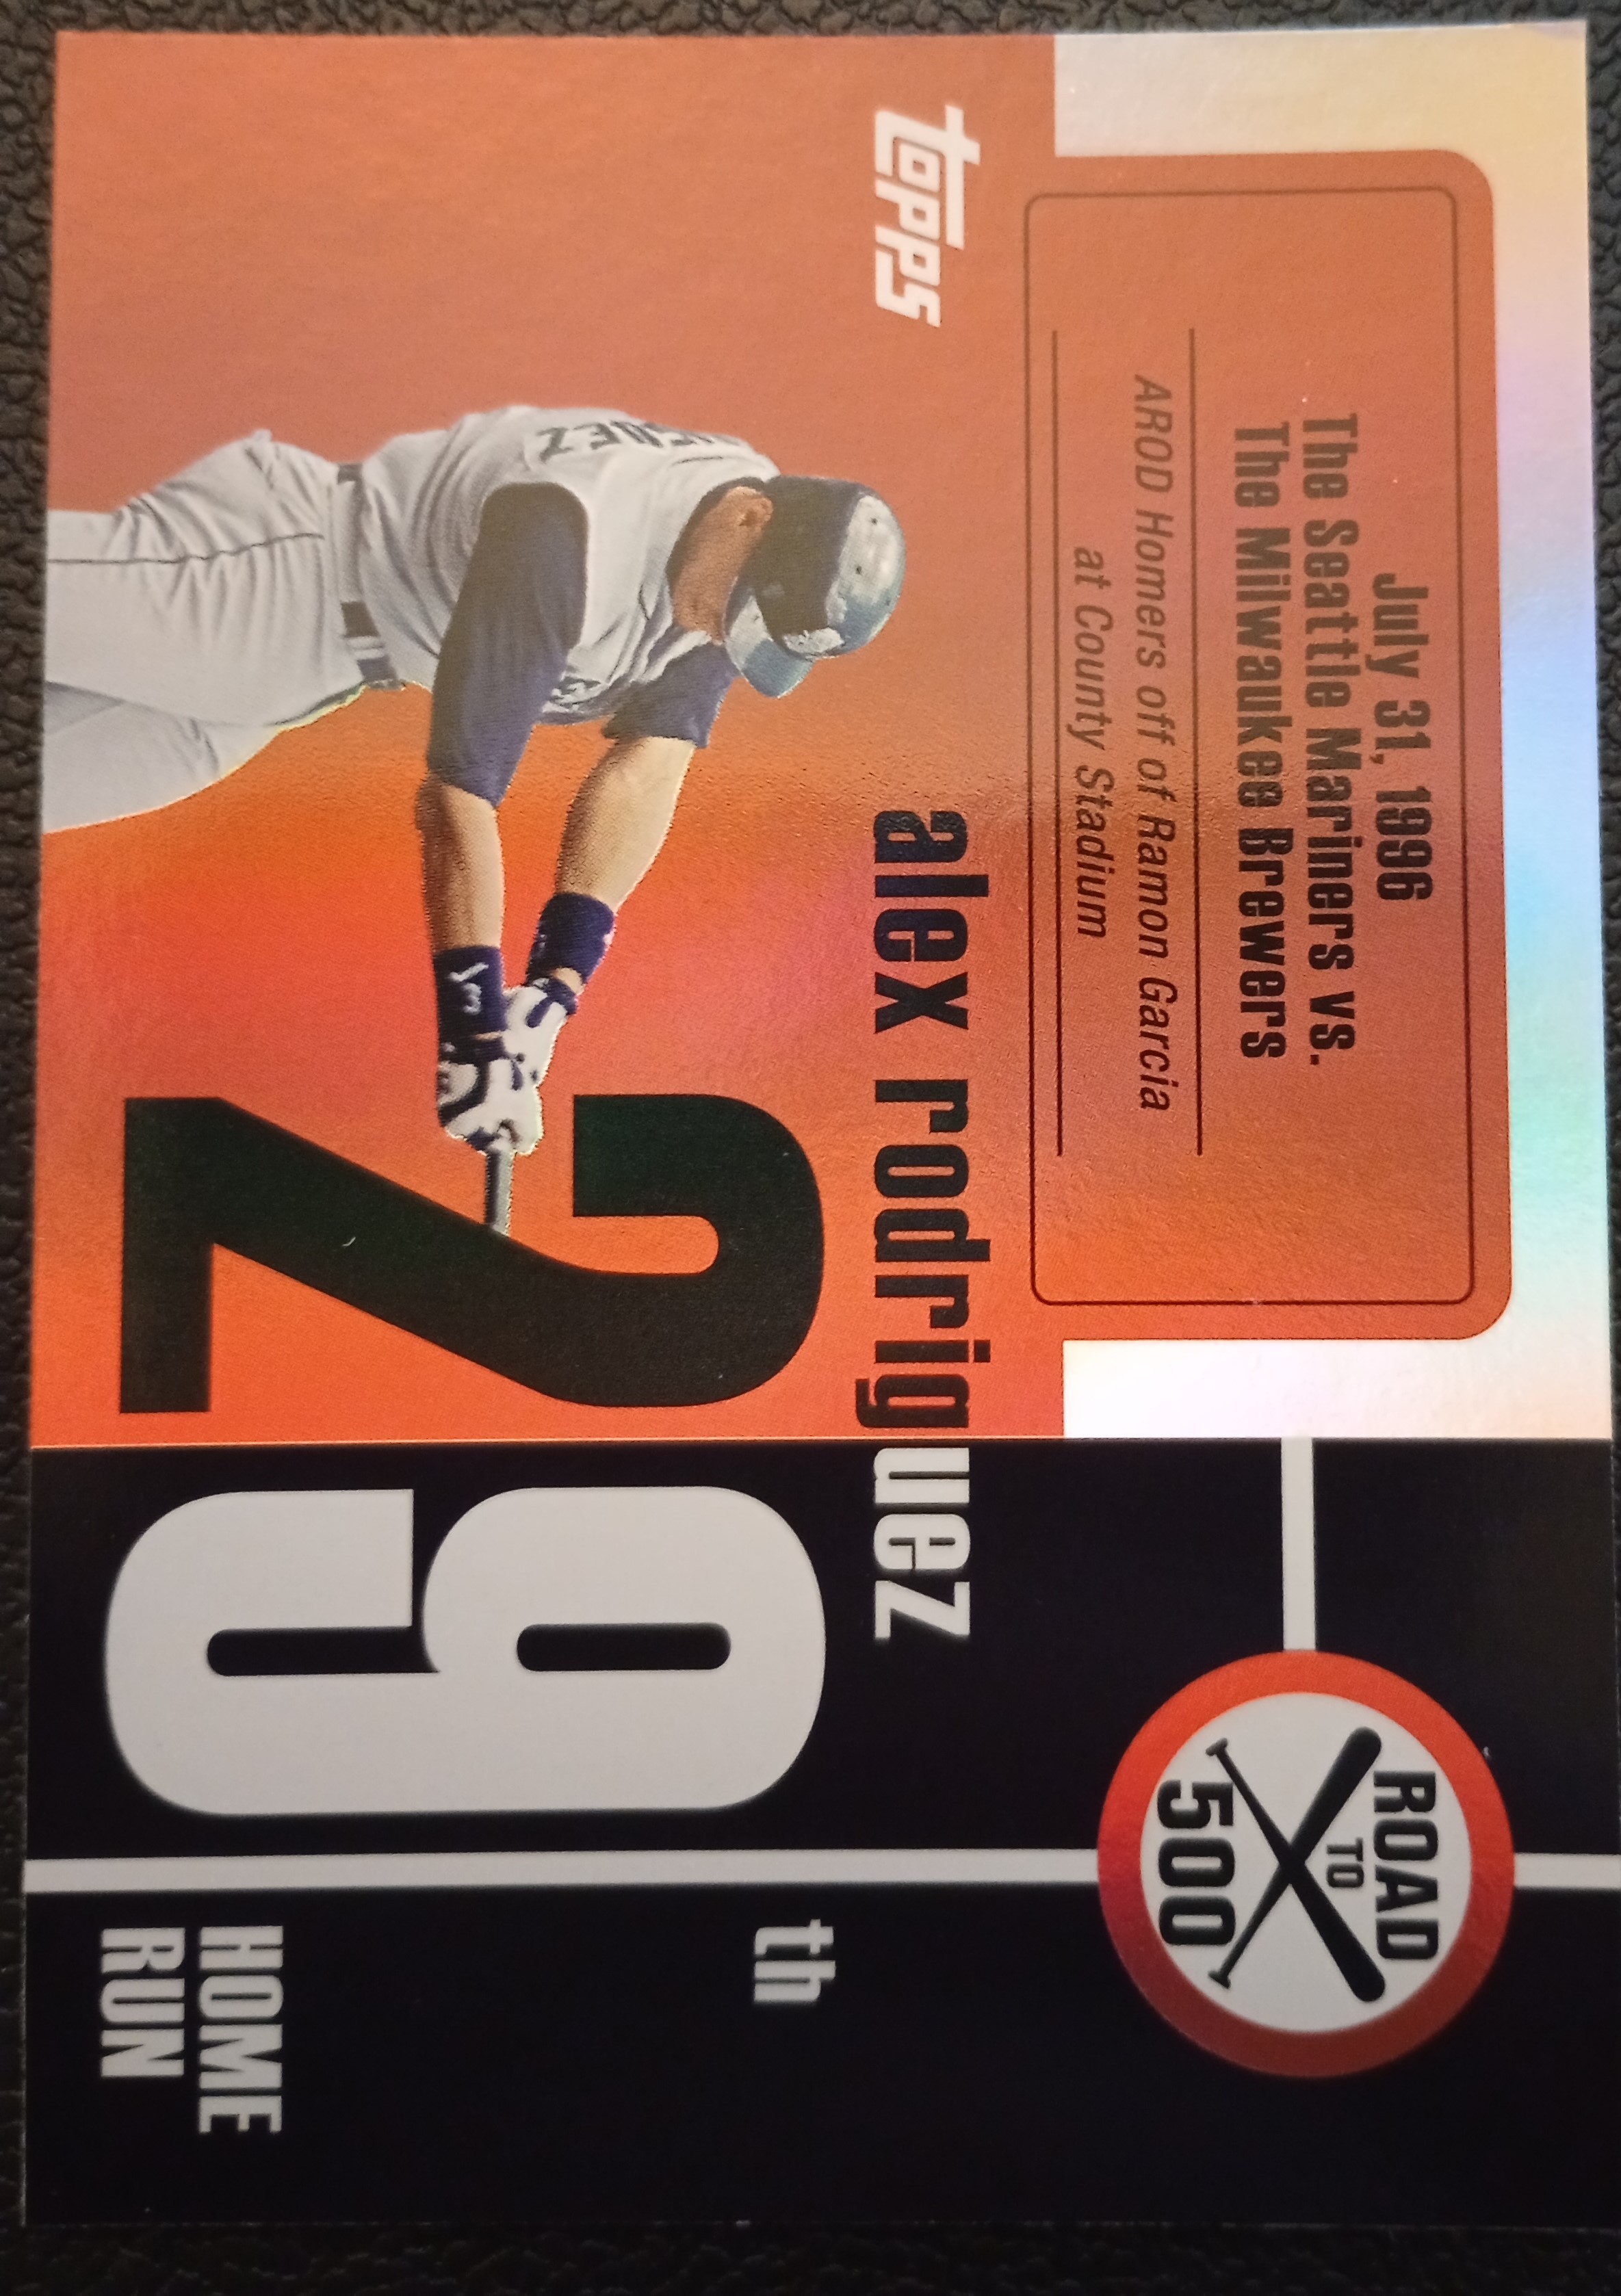 July 31, 1996
The Seattle Mariners vs.
The Milwaukee Brewers
AROD Homers off of Ramon Garcia
at County Stadium
topps
alex rodriguez
29
th
HOME
RUN
ROAD
TO
500